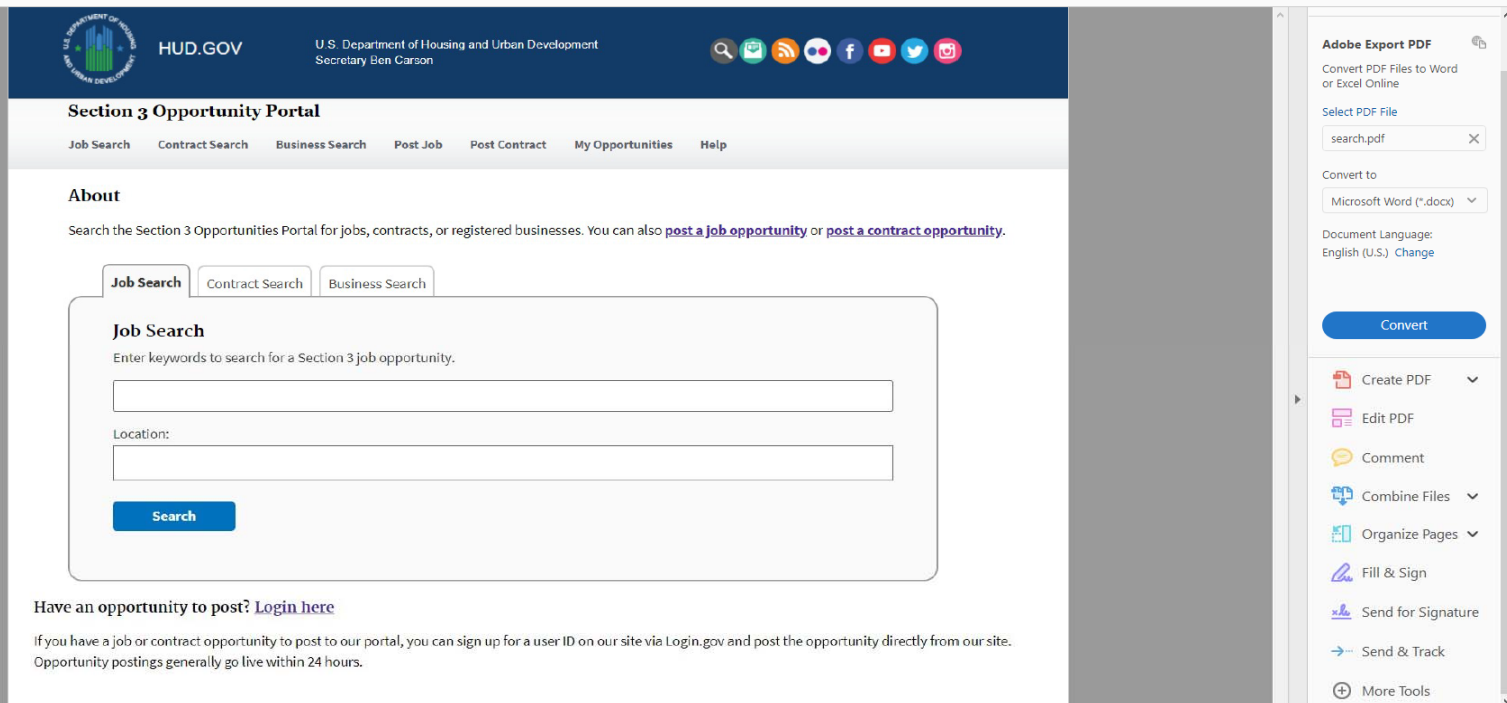 U.S. DEPARTMENT OF HOUSING
AND URBAN DEVELOPMENT
HUD.GOV
U.S. Department of Housing and Urban Development
Secretary Ben Carson
Section 3 Opportunity Portal
Job Search Contract Search Business Search Post Job Post Contract My Opportunities Help
About
Search the Section 3 Opportunities Portal for jobs, contracts, or registered businesses. You can also post a job opportunity or post a contract opportunity.
Job Search Contract Search Business Search
Job Search
Enter keywords to search for a Section 3 job opportunity.
Location:
Search
Have an opportunity to post? Login here
If you have a job or contract opportunity to post to our portal, you can sign up for a user ID on our site via Login.gov and post the opportunity directly from our site.
Opportunity postings generally go live within 24 hours.
Adobe Export PDF
Convert PDF Files to Word
or Excel Online
Select PDF File
search.pdf
Convert to
Microsoft Word (*.docx)
Document Language:
English (U.S.) Change
Convert
Create PDF
Edit PDF
Comment
Combine Files
Organize Pages
Fill & Sign
Send for Signature
Send & Track
More Tools